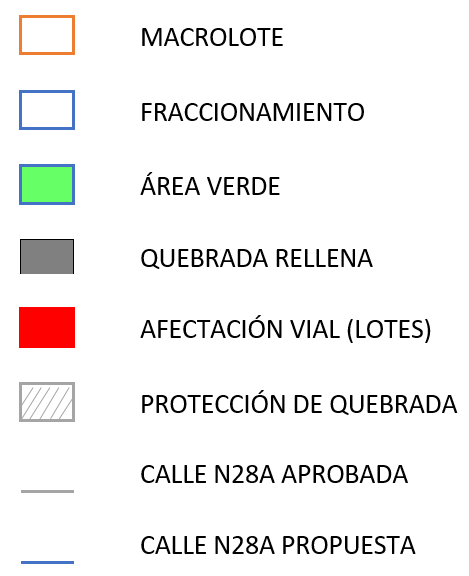 MACROLOTE
FRACCIONAMIENTO
ÁREA VERDE
QUEBRADA RELLENA
AFECTACIÓN VIAL (LOTES)
PROTECCIÓN DE QUEBRADA
CALLE N28A APROBADA
CALLE N28A PROPUESTA